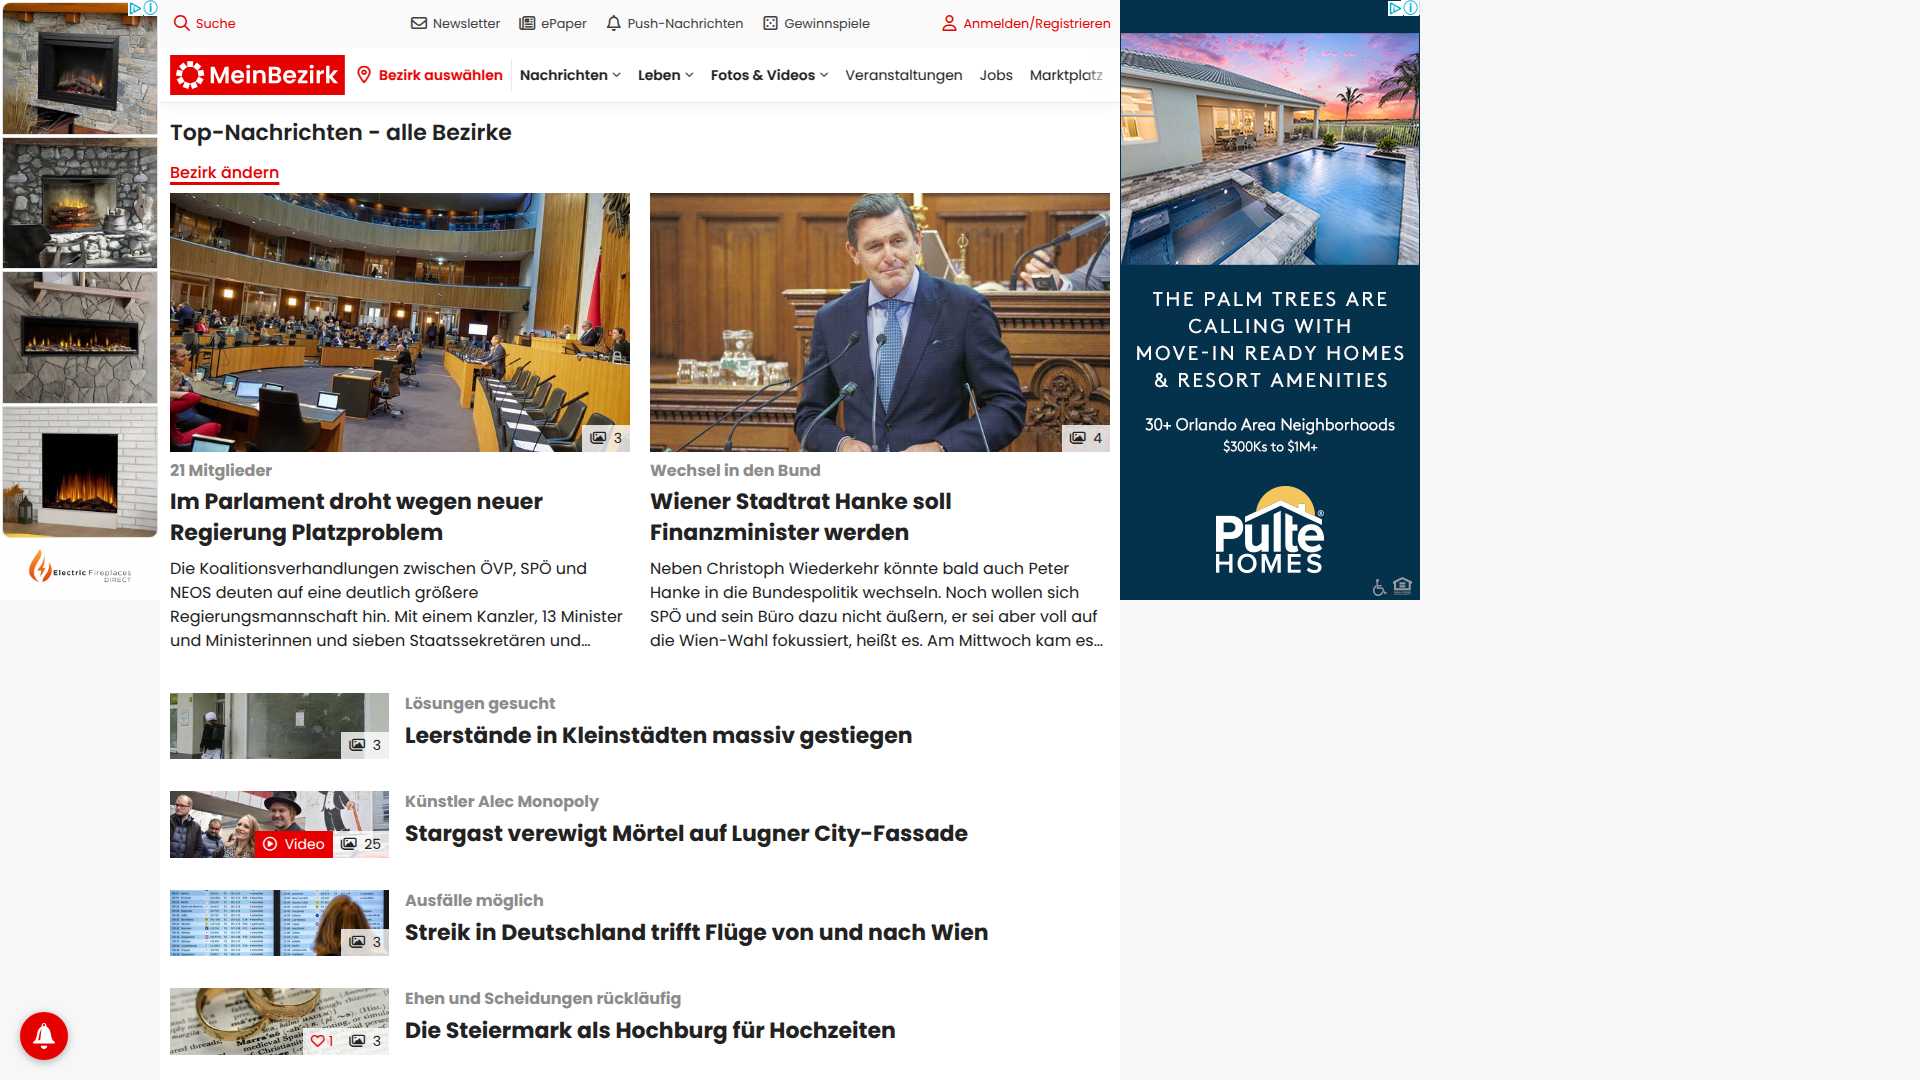 Suche
Newsletter
ePaper
Push-Nachrichten
Gewinnspiele
Anmelden/Registrieren
MeinBezirk
Bezirk auswählen
Nachrichten
Leben
Fotos & Videos
Veranstaltungen
Jobs
Marktplatz
Top-Nachrichten - alle Bezirke
Bezirk ändern
3
21 Mitglieder
Im Parlament droht wegen neuer
Regierung Platzproblem
Die Koalitionsverhandlungen zwischen ÖVP, SPÖ und
NEOS deuten auf eine deutlich größere
Regierungsmannschaft hin. Mit einem Kanzler, 13 Minister
und Ministerinnen und sieben Staatssekretären und...
4
Wechsel in den Bund
Wiener Stadtrat Hanke soll
Finanzminister werden
Neben Christoph Wiederkehr könnte bald auch Peter
Hanke in die Bundespolitik wechseln. Noch wollen sich
SPÖ und sein Büro dazu nicht äußern, er sei aber voll auf
die Wien-Wahl fokussiert, heißt es. Am Mittwoch kam es...
3
Lösungen gesucht
Leerstände in Kleinstädten massiv gestiegen
Video
25
Künstler Alec Monopoly
Stargast verewigt Mörtel auf Lugner City-Fassade
3
Ausfälle möglich
Streik in Deutschland trifft Flüge von und nach Wien
1
3
Ehen und Scheidungen rückläufig
Die Steiermark als Hochburg für Hochzeiten
Electric Fireplaces
DIRECT
THE PALM TREES ARE
CALLING WITH
MOVE-IN READY HOMES
& RESORT AMENITIES
30+ Orlando Area Neighborhoods
$300Ks to $1M+
Pulte
HOMES